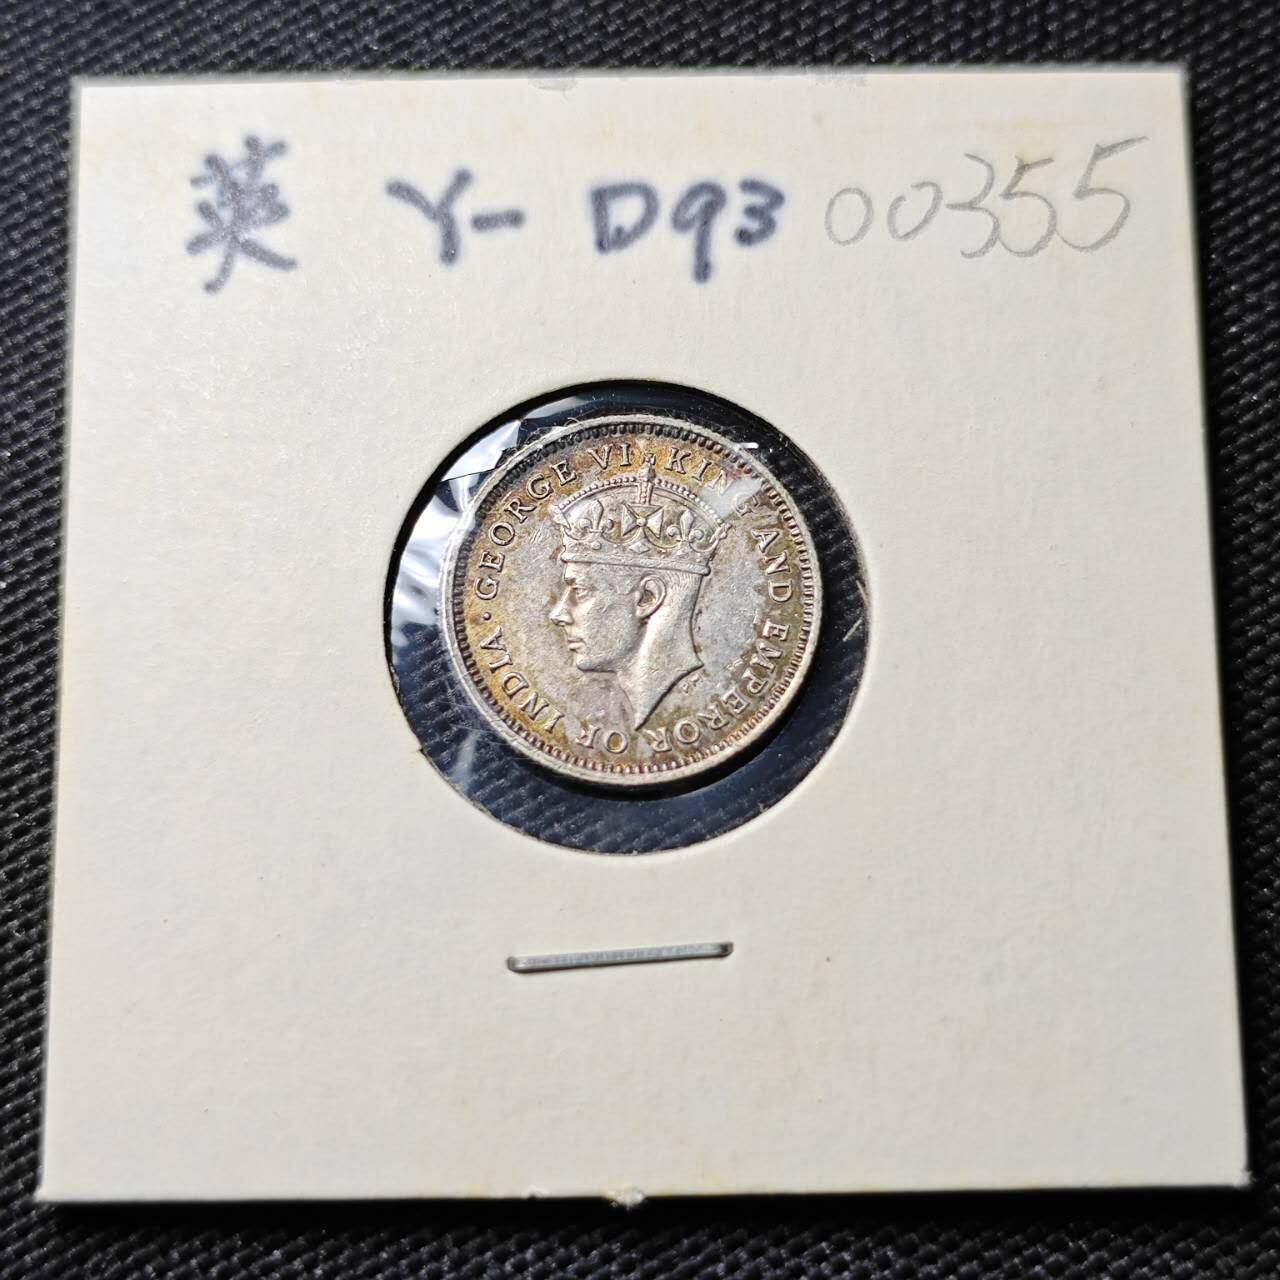 英 Y- D93 00355
GEORGE VI KING AND EMPEROR OF INDIA